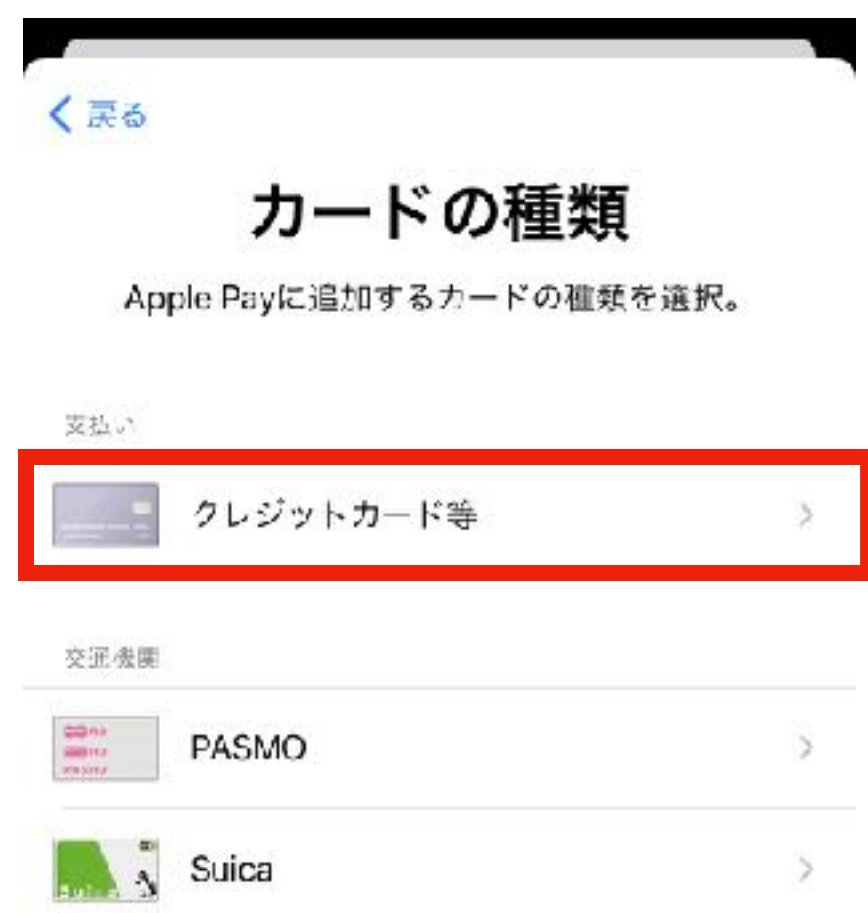 戻る
カードの種類
Apple Payに追加するカードの種類を選択。
支払い
クレジットカード等
交通機関
PASMO
Suica